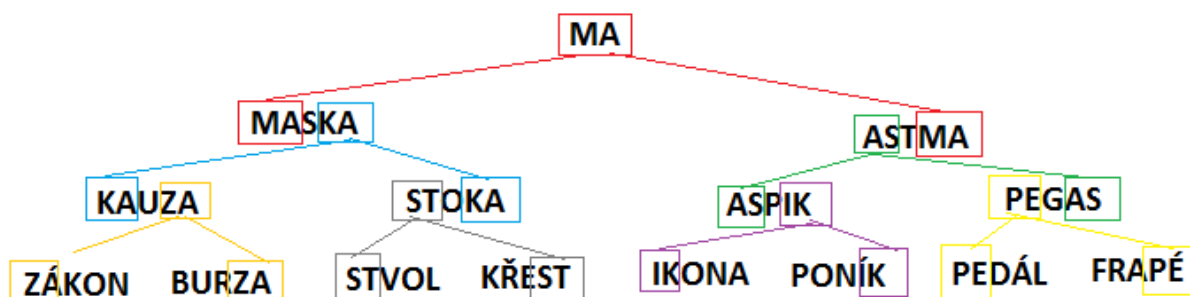 MA
MASKA ASTMA
KAUZA STOKA ASPIK PEGAS
ZÁKON BURZA STVOL KŘEST IKONA PONÍK PEDÁL FRAPÉ